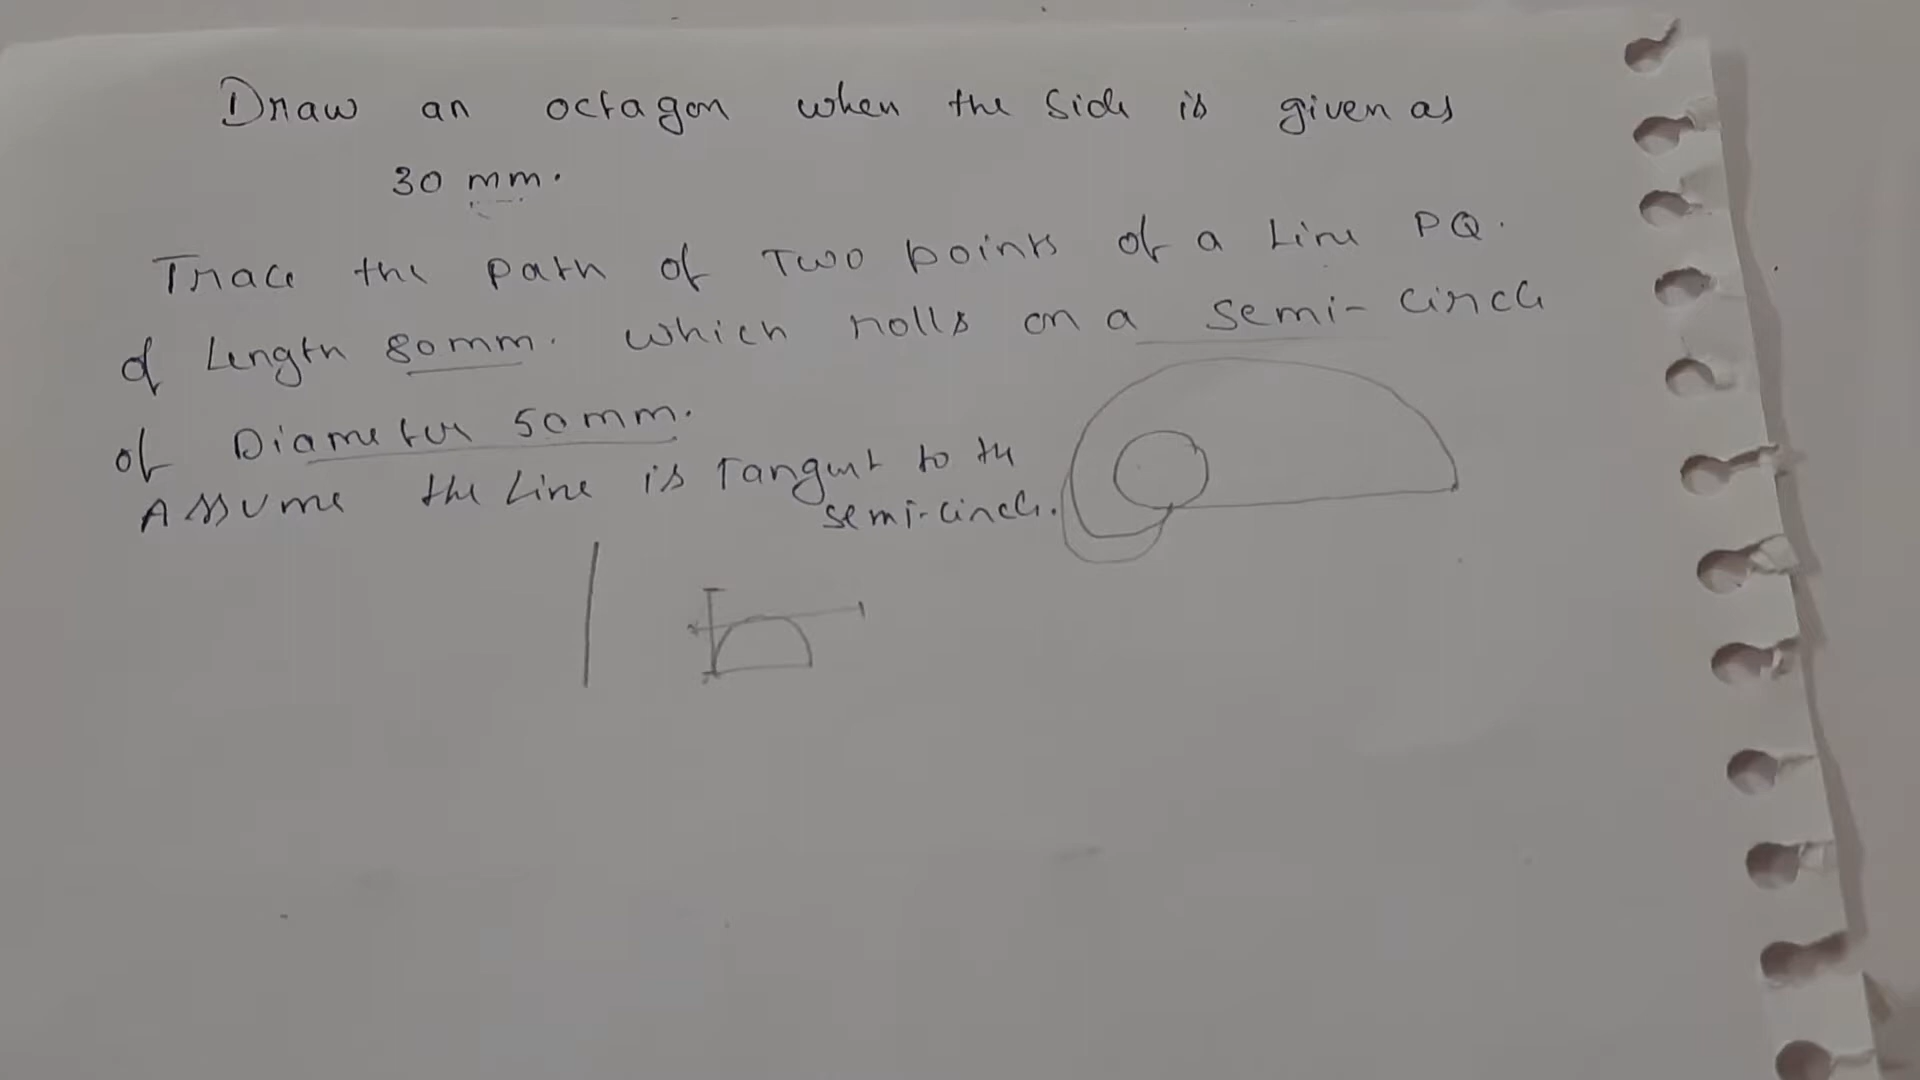 Draw an octagon when the side is given as
30 mm.
Trace the path of Two points of a Line PQ.
of Length 80mm. which rolls on a semi-circle
of Diameter 50mm.
Assume the Line is Tangent to the
semi-circle.